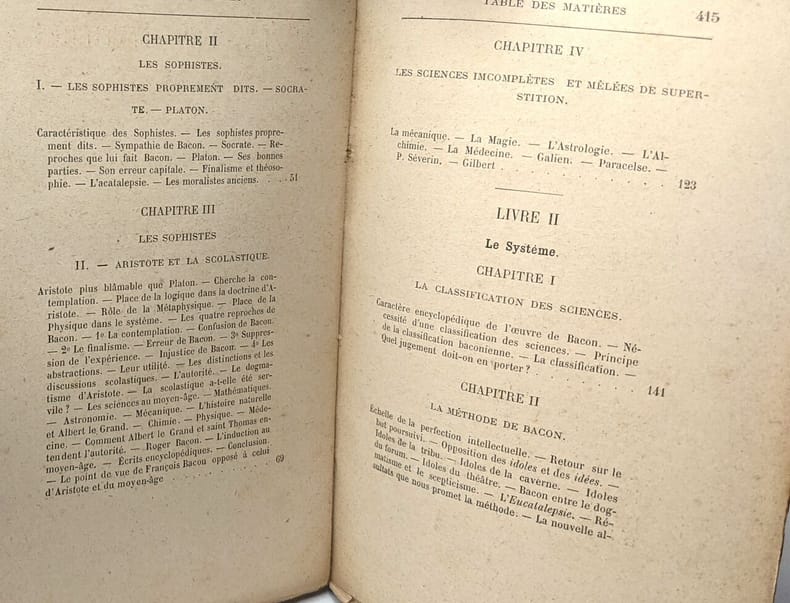 CHAPITRE II
LES SOPHISTES.
I. — LES SOPHISTES PROPREMENT DITS. — SOCRA-
TE. — PLATON.
Caractéristique des Sophistes. — Les sophistes propre-
ment dits. — Sympathie de Bacon. — Socrate. — Re-
proches que lui fait Bacon. — Platon. — Ses bonnes
parties. — Son erreur capitale. — Finalisme et théoso-
phie. — L'acatalepsie. — Les moralistes anciens. . . . 51
CHAPITRE III
LES SOPHISTES
II. — ARISTOTE ET LA SCOLASTIQUE.
Aristote plus blâmable que Platon. — Cherche la con-
templation. — Place de la logique dans la doctrine d'A-
ristote. — Rôle de la Métaphysique. — Place de la
Physique dans le système. — Les quatre reproches de
Bacon. — 1º La contemplation. — Confusion de Bacon.
— 2º Le finalisme. — Erreur de Bacon. — 3º Suppres-
sion de l'expérience. — Injustice de Bacon. — 4º Les
abstractions. — Leur utilité. — Les distinctions et les
discussions scolastiques. — L'autorité. — Le dogma-
tisme d'Aristote. — La scolastique a-t-elle été ser-
vile ? — Les sciences au moyen-âge. — Mathématiques.
— Astronomie. — Mécanique. — L'histoire naturelle
et Albert le Grand. — Chimie. — Physique. — Méde-
cine. — Comment Albert le Grand et saint Thomas en-
tendent l'autorité. — Roger Bacon. — L'induction au
moyen-âge. — Écrits encyclopédiques. — Conclusion.
— Le point de vue de François Bacon opposé à celui
d'Aristote et du moyen-âge . . . . . . . 69
TABLE DES MATIÈRES 415
CHAPITRE IV
LES SCIENCES IMCOMPLÈTES ET MÊLÉES DE SUPER-
STITION.
La mécanique. — La Magie. — L'Astrologie. — L'Al-
chimie. — La Médecine. — Galien. — Paracelse. —
P. Séverin. — Gilbert . . . . . . . . . 123
LIVRE II
Le Systéme.
CHAPITRE I
LA CLASSIFICATION DES SCIENCES.
Caractère encyclopédique de l'œuvre de Bacon. — Né-
cessité d'une classification des sciences. — Principe
de la classification baconienne. — La classification. —
Quel jugement doit-on en porter ? . . . . . . . 141
CHAPITRE II
LA MÉTHODE DE BACON.
Échelle de la perfection intellectuelle. — Retour sur le
but poursuivi. — Opposition des idoles et des idées. —
Idoles de la tribu. — Idoles de la caverne. — Idoles
du forum. — Idoles du théâtre. — Bacon entre le dog-
matisme et le scepticisme. — L'Eucatalepsie. — Ré-
sultats que nous promet la méthode. — La nouvelle al-